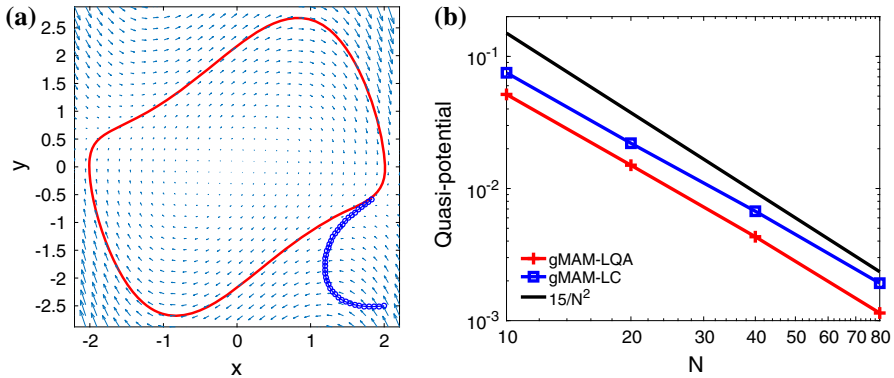 (a)
2.5
2
1.5
1
0.5
0
-0.5
-1
-1.5
-2
-2.5
y
-2 -1 0 1 2
x
(b)
10^-1
10^-2
10^-3
Quasi-potential
gMAM-LQA
gMAM-LC
15/N^2
10 20 30 40 50 60 70 80
N